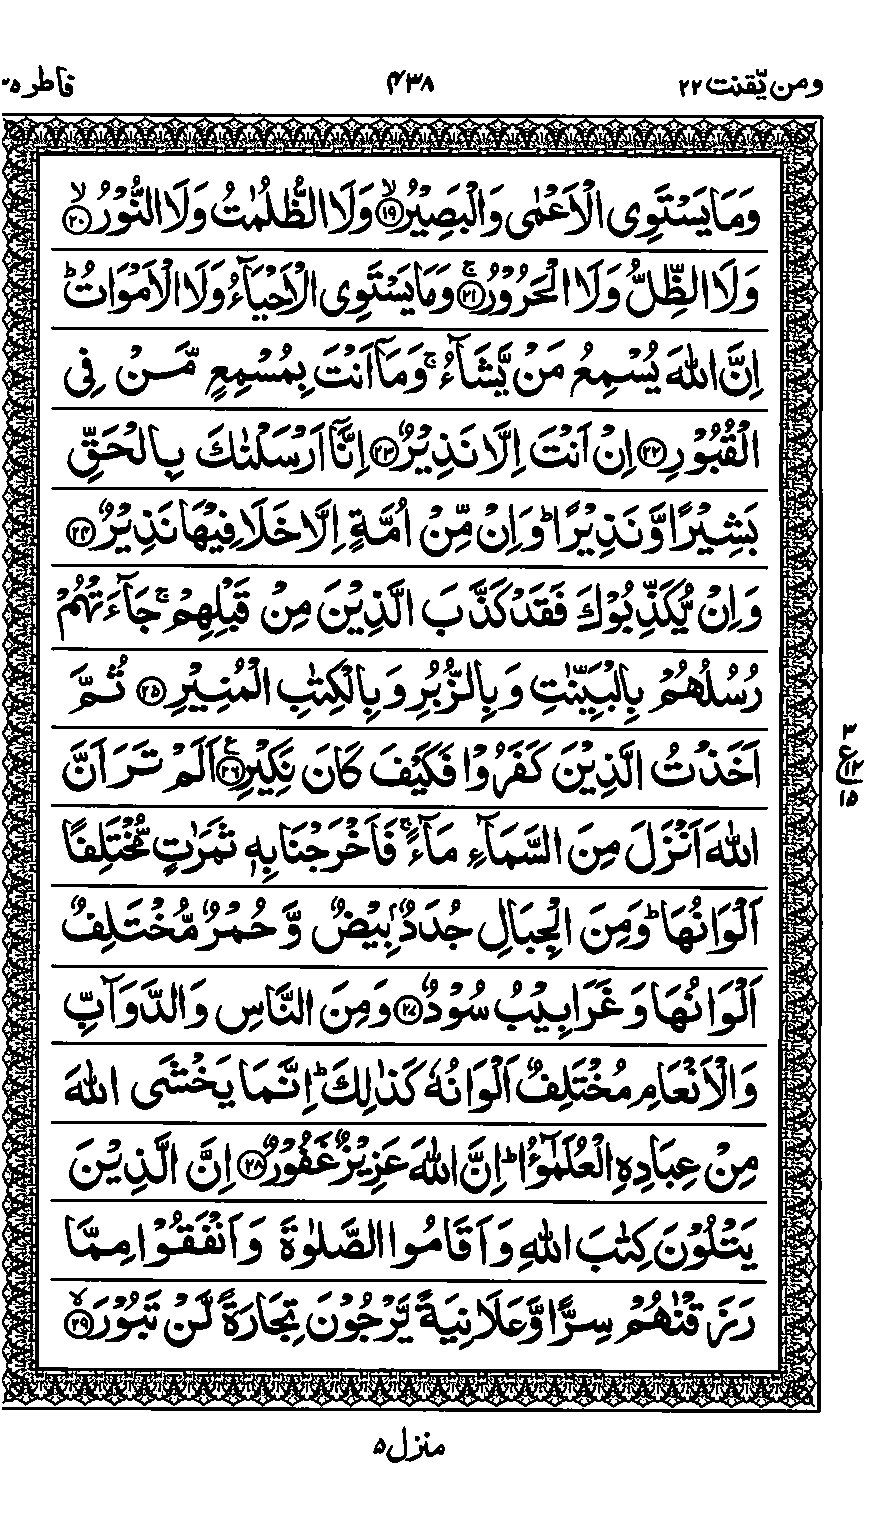 ومن یّقنت ۲۲
۴۳۸
فاطر ۳۵
وَمَا يَسْتَوِى الْاَعْمٰى وَالْبَصِيْرُ ۙ‏﴿۱۹﴾ وَلَا الظُّلُمٰتُ وَلَا النُّوْرُ ۙ‏﴿۲۰﴾
وَلَا الظِّلُّ وَلَا الْحَرُوْرُ ۚ‏﴿۲۱﴾ وَمَا يَسْتَوِى الْاَحْيَآءُ وَلَا الْاَمْوَاتُ ؕ
اِنَّ اللّٰهَ يُسْمِعُ مَنْ يَّشَآءُ ۚ وَمَاۤ اَنْتَ بِمُسْمِعٍ مَّنْ فِى
الْقُبُوْرِ ﴿۲۲﴾ اِنْ اَنْتَ اِلَّا نَذِيْرٌ ﴿۲۳﴾ اِنَّاۤ اَرْسَلْنٰكَ بِالْحَقِّ
بَشِيْرًا وَّنَذِيْرًا ؕ وَاِنْ مِّنْ اُمَّةٍ اِلَّا خَلَا فِيْهَا نَذِيْرٌ ﴿۲۴﴾
وَاِنْ يُّكَذِّبُوْكَ فَقَدْ كَذَّبَ الَّذِيْنَ مِنْ قَبْلِهِمْ ۚ جَآءَتْهُمْ
رُسُلُهُمْ بِالْبَيِّنٰتِ وَبِالزُّبُرِ وَبِالْكِتٰبِ الْمُنِيْرِ ﴿۲۵﴾ ثُمَّ
اَخَذْتُ الَّذِيْنَ كَفَرُوْا فَكَيْفَ كَانَ نَكِيْرِ ﴿۲۶﴾ اَلَمْ تَرَ اَنَّ
ع
۳
۱۲
۱۵
اللّٰهَ اَنْزَلَ مِنَ السَّمَآءِ مَآءً ۚ فَاَخْرَجْنَا بِهٖ ثَمَرٰتٍ مُّخْتَلِفًا
اَلْوَانُهَا ؕ وَمِنَ الْجِبَالِ جُدَدٌۢ بِيْضٌ وَّحُمْرٌ مُّخْتَلِفٌ
اَلْوَانُهَا وَغَرَابِيْبُ سُوْدٌ ﴿۲۷﴾ وَمِنَ النَّاسِ وَالدَّوَآبِّ
وَالْاَنْعَامِ مُخْتَلِفٌ اَلْوَانُهٗ كَذٰلِكَ ؕ اِنَّمَا يَخْشَى اللّٰهَ
مِنْ عِبَادِهِ الْعُلَمٰٓؤُا ؕ اِنَّ اللّٰهَ عَزِيْزٌ غَفُوْرٌ ﴿۲۸﴾ اِنَّ الَّذِيْنَ
يَتْلُوْنَ كِتٰبَ اللّٰهِ وَاَقَامُوا الصَّلٰوةَ وَاَنْفَقُوْا مِمَّا
رَزَقْنٰهُمْ سِرًّا وَّعَلَانِيَةً يَّرْجُوْنَ تِجَارَةً لَّنْ تَبُوْرَ ۙ‏﴿۲۹﴾
منزل ۵